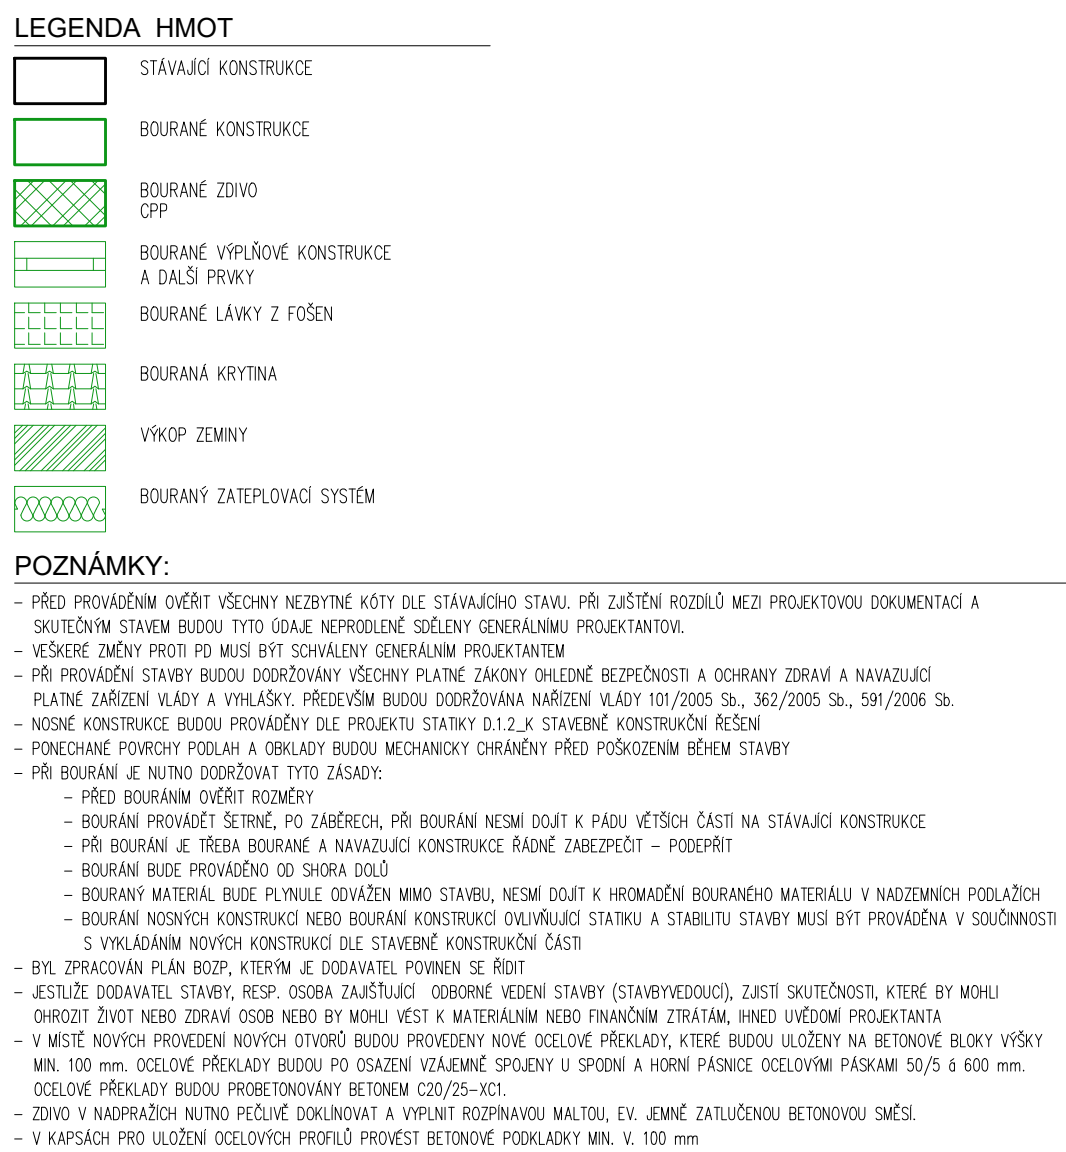 LEGENDA HMOT
STÁVAJÍCÍ KONSTRUKCE
BOURANÉ KONSTRUKCE
BOURANÉ ZDIVO
CPP
BOURANÉ VÝPLŇOVÉ KONSTRUKCE
A DALŠÍ PRVKY
BOURANÉ LÁVKY Z FOŠEN
BOURANÁ KRYTINA
VÝKOP ZEMINY
BOURANÝ ZATEPLOVACÍ SYSTÉM
POZNÁMKY:
– PŘED PROVÁDĚNÍM OVĚŘIT VŠECHNY NEZBYTNÉ KÓTY DLE STÁVAJÍCÍHO STAVU. PŘI ZJIŠTĚNÍ ROZDÍLŮ MEZI PROJEKTOVOU DOKUMENTACÍ A
SKUTEČNÝM STAVEM BUDOU TYTO ÚDAJE NEPRODLENĚ SDĚLENY GENERÁLNÍMU PROJEKTANTOVI.
– VEŠKERÉ ZMĚNY PROTI PD MUSÍ BÝT SCHVÁLENY GENERÁLNÍM PROJEKTANTEM
– PŘI PROVÁDĚNÍ STAVBY BUDOU DODRŽOVÁNY VŠECHNY PLATNÉ ZÁKONY OHLEDNĚ BEZPEČNOSTI A OCHRANY ZDRAVÍ A NAVAZUJÍCÍ
PLATNÉ ZAŘÍZENÍ VLÁDY A VYHLÁŠKY. PŘEDEVŠÍM BUDOU DODRŽOVÁNA NAŘÍZENÍ VLÁDY 101/2005 Sb., 362/2005 Sb., 591/2006 Sb.
– NOSNÉ KONSTRUKCE BUDOU PROVÁDĚNY DLE PROJEKTU STATIKY D.1.2_K STAVEBNĚ KONSTRUKČNÍ ŘEŠENÍ
– PONECHANÉ POVRCHY PODLAH A OBKLADY BUDOU MECHANICKY CHRÁNĚNY PŘED POŠKOZENÍM BĚHEM STAVBY
– PŘI BOURÁNÍ JE NUTNO DODRŽOVAT TYTO ZÁSADY:
– PŘED BOURÁNÍM OVĚŘIT ROZMĚRY
– BOURÁNÍ PROVÁDĚT ŠETRNĚ, PO ZÁBĚRECH, PŘI BOURÁNÍ NESMÍ DOJÍT K PÁDU VĚTŠÍCH ČÁSTÍ NA STÁVAJÍCÍ KONSTRUKCE
– PŘI BOURÁNÍ JE TŘEBA BOURANÉ A NAVAZUJÍCÍ KONSTRUKCE ŘÁDNĚ ZABEZPEČIT – PODEPŘÍT
– BOURÁNÍ BUDE PROVÁDĚNO OD SHORA DOLŮ
– BOURANÝ MATERIÁL BUDE PLYNULE ODVÁŽEN MIMO STAVBU, NESMÍ DOJÍT K HROMADĚNÍ BOURANÉHO MATERIÁLU V NADZEMNÍCH PODLAŽÍCH
– BOURÁNÍ NOSNÝCH KONSTRUKCÍ NEBO BOURÁNÍ KONSTRUKCÍ OVLIVŇUJÍCÍ STATIKU A STABILITU STAVBY MUSÍ BÝT PROVÁDĚNA V SOUČINNOSTI
S VYKLÁDÁNÍM NOVÝCH KONSTRUKCÍ DLE STAVEBNĚ KONSTRUKČNÍ ČÁSTI
– BYL ZPRACOVÁN PLÁN BOZP, KTERÝM JE DODAVATEL POVINEN SE ŘÍDIT
– JESTLIŽE DODAVATEL STAVBY, RESP. OSOBA ZAJIŠŤUJÍCÍ ODBORNÉ VEDENÍ STAVBY (STAVBYVEDOUCÍ), ZJISTÍ SKUTEČNOSTI, KTERÉ BY MOHLI
OHROZIT ŽIVOT NEBO ZDRAVÍ OSOB NEBO BY MOHLI VÉST K MATERIÁLNÍM NEBO FINANČNÍM ZTRÁTÁM, IHNED UVĚDOMÍ PROJEKTANTA
– V MÍSTĚ NOVÝCH PROVEDENÍ NOVÝCH OTVORŮ BUDOU PROVEDENY NOVÉ OCELOVÉ PŘEKLADY, KTERÉ BUDOU ULOŽENY NA BETONOVÉ BLOKY VÝŠKY
MIN. 100 mm. OCELOVÉ PŘEKLADY BUDOU PO OSAZENÍ VZÁJEMNĚ SPOJENY U SPODNÍ A HORNÍ PÁSNICE OCELOVÝMI PÁSKAMI 50/5 á 600 mm.
OCELOVÉ PŘEKLADY BUDOU PROBETONOVÁNY BETONEM C20/25–XC1.
– ZDIVO V NADPRAŽÍCH NUTNO PEČLIVĚ DOKLÍNOVAT A VYPLNIT ROZPÍNAVOU MALTOU, EV. JEMNĚ ZATLUČENOU BETONOVOU SMĚSÍ.
– V KAPSÁCH PRO ULOŽENÍ OCELOVÝCH PROFILŮ PROVÉST BETONOVÉ PODKLADKY MIN. V. 100 mm